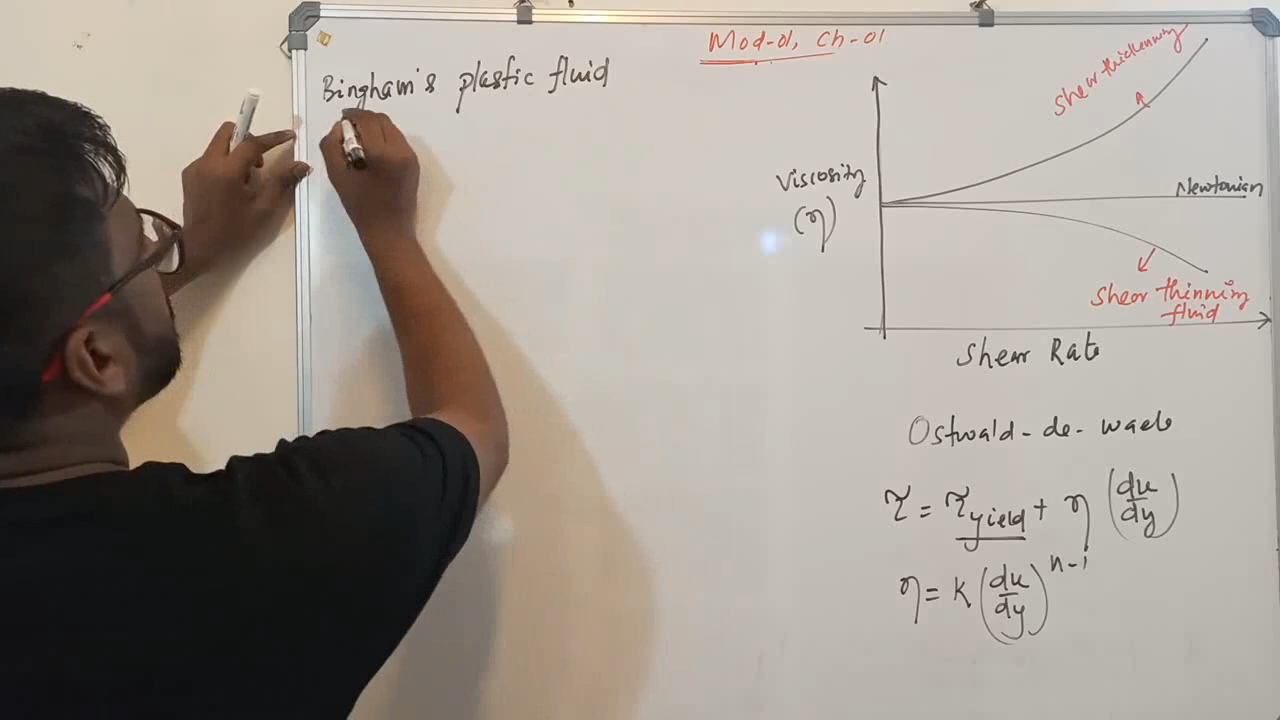 Mod-01, Ch-01
Bingham's plastic fluid
Shear thickenning
Viscosity
(η)
Newtonian
Shear thinning
fluid
Shear Rate
Ostwald-de-waele
τ = τyield + η (du/dy)
η = k (du/dy)^n-1